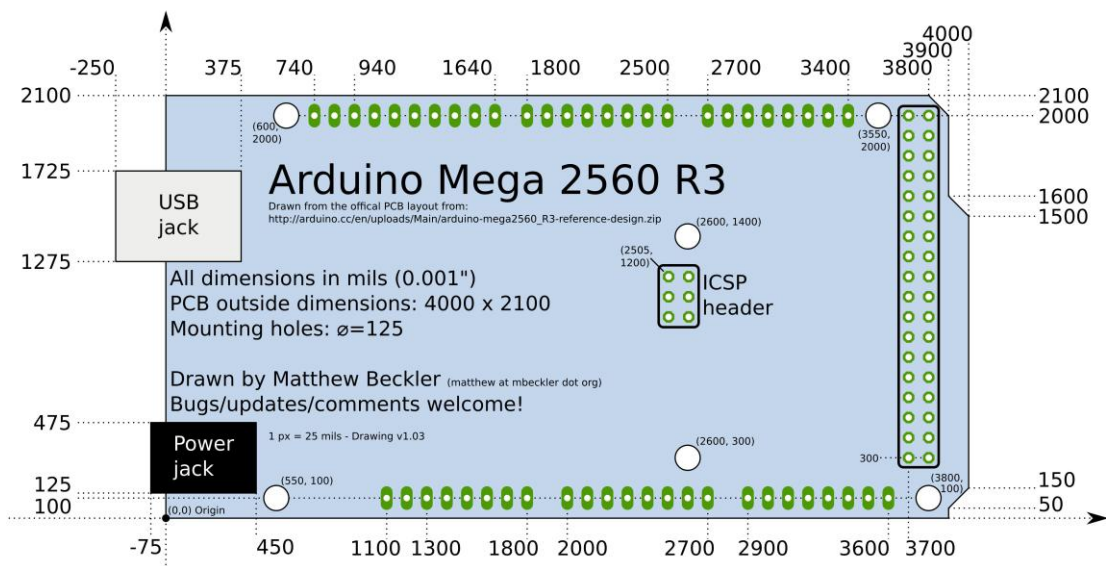 4000
3900
-250 375 740 940 1640 1800 2500 2700 3400 3800
2100 2100
2000
(600,
2000)
(3550,
2000)
1725
Arduino Mega 2560 R3
Drawn from the offical PCB layout from:
http://arduino.cc/en/uploads/Main/arduino-mega2560_R3-reference-design.zip
USB
jack
1600
1500
(2600, 1400)
(2505,
1200)
1275
ICSP
header
All dimensions in mils (0.001")
PCB outside dimensions: 4000 x 2100
Mounting holes: ⌀=125
Drawn by Matthew Beckler (matthew at mbeckler dot org)
Bugs/updates/comments welcome!
475
Power
jack
1 px = 25 mils - Drawing v1.03
(2600, 300)
300
(550, 100)
(3800,
100)
125
100
150
50
(0,0) Origin
-75 450 1100 1300 1800 2000 2700 2900 3600 3700